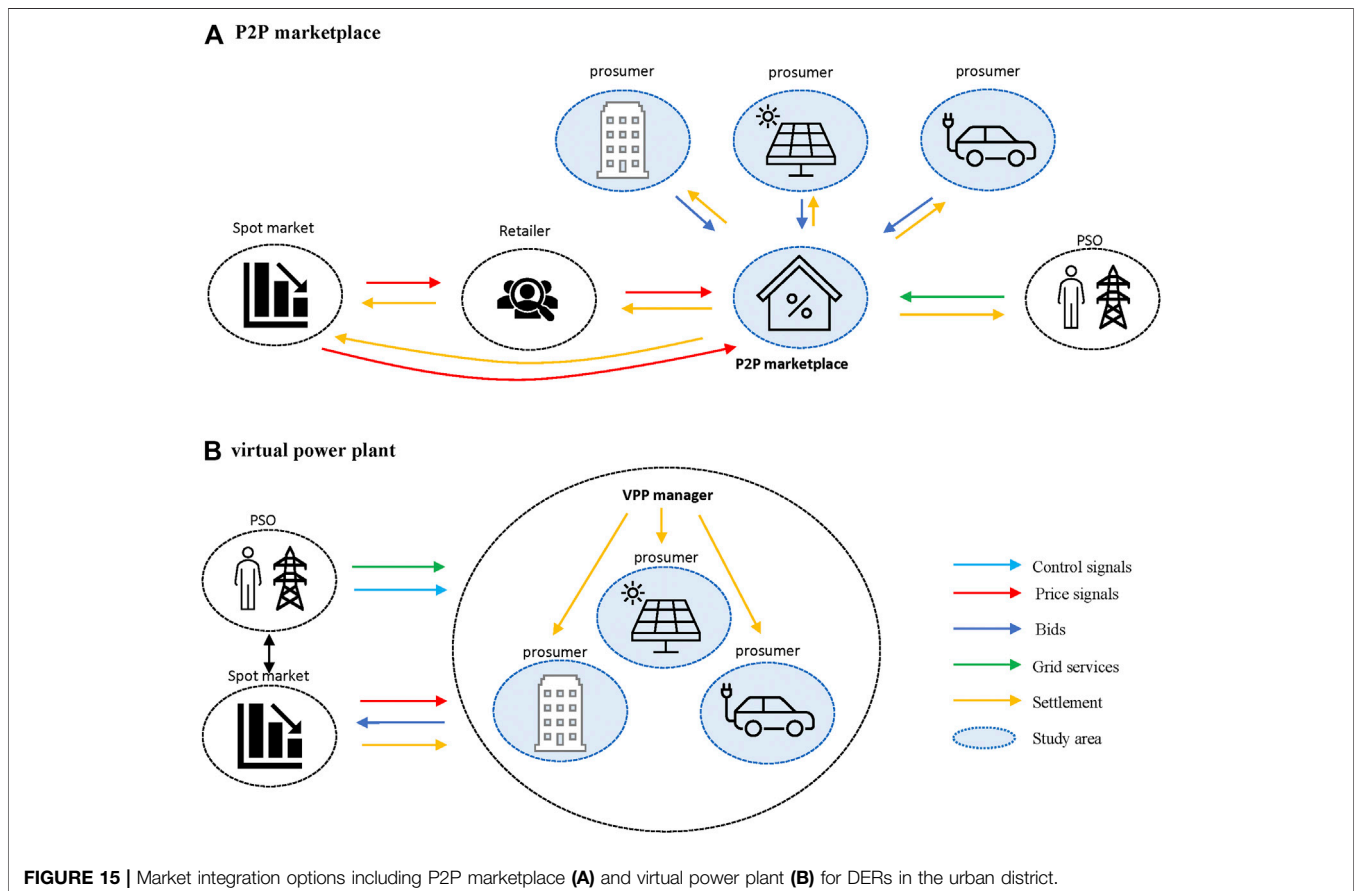 A P2P marketplace
prosumer
prosumer
prosumer
Spot market
Retailer
PSO
%
P2P marketplace
B virtual power plant
VPP manager
PSO
prosumer
prosumer
prosumer
Spot market
Control signals
Price signals
Bids
Grid services
Settlement
Study area
FIGURE 15 | Market integration options including P2P marketplace (A) and virtual power plant (B) for DERs in the urban district.